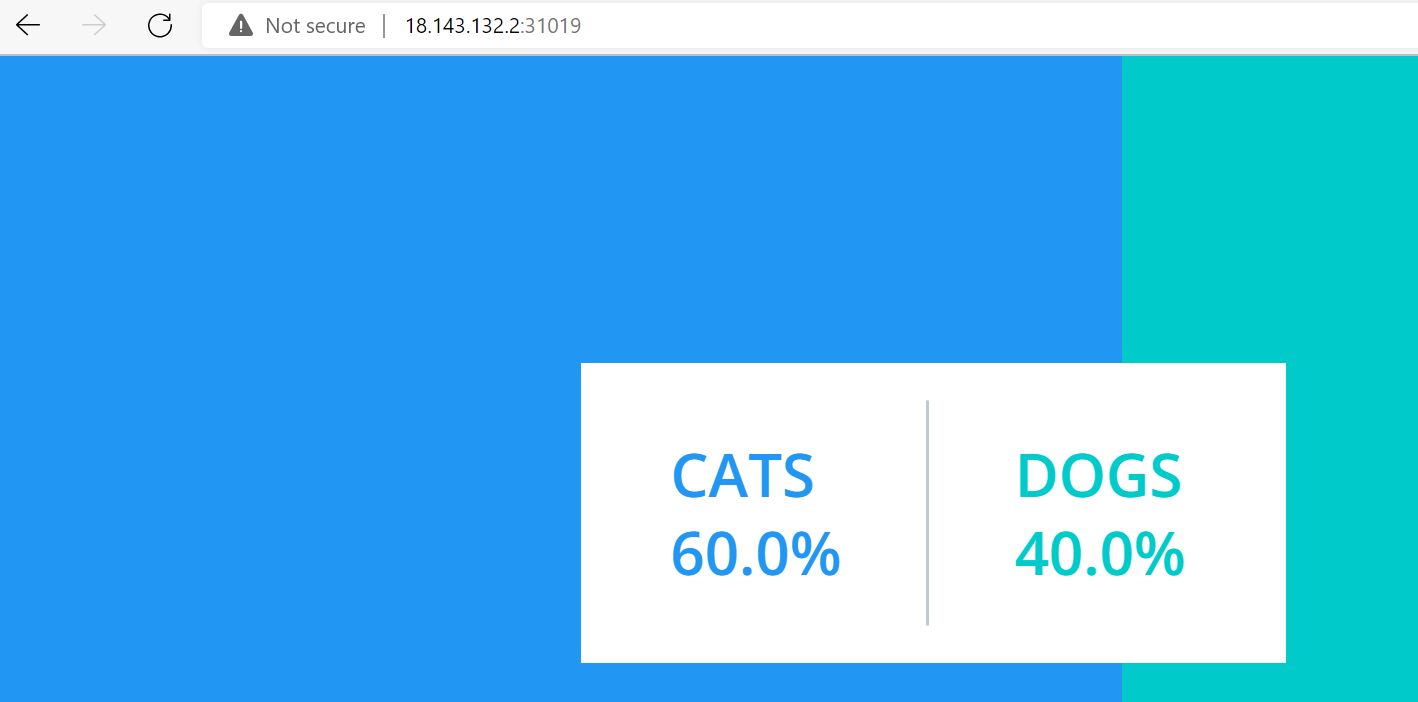 Not secure | 18.143.132.2:31019
CATS
60.0%
DOGS
40.0%